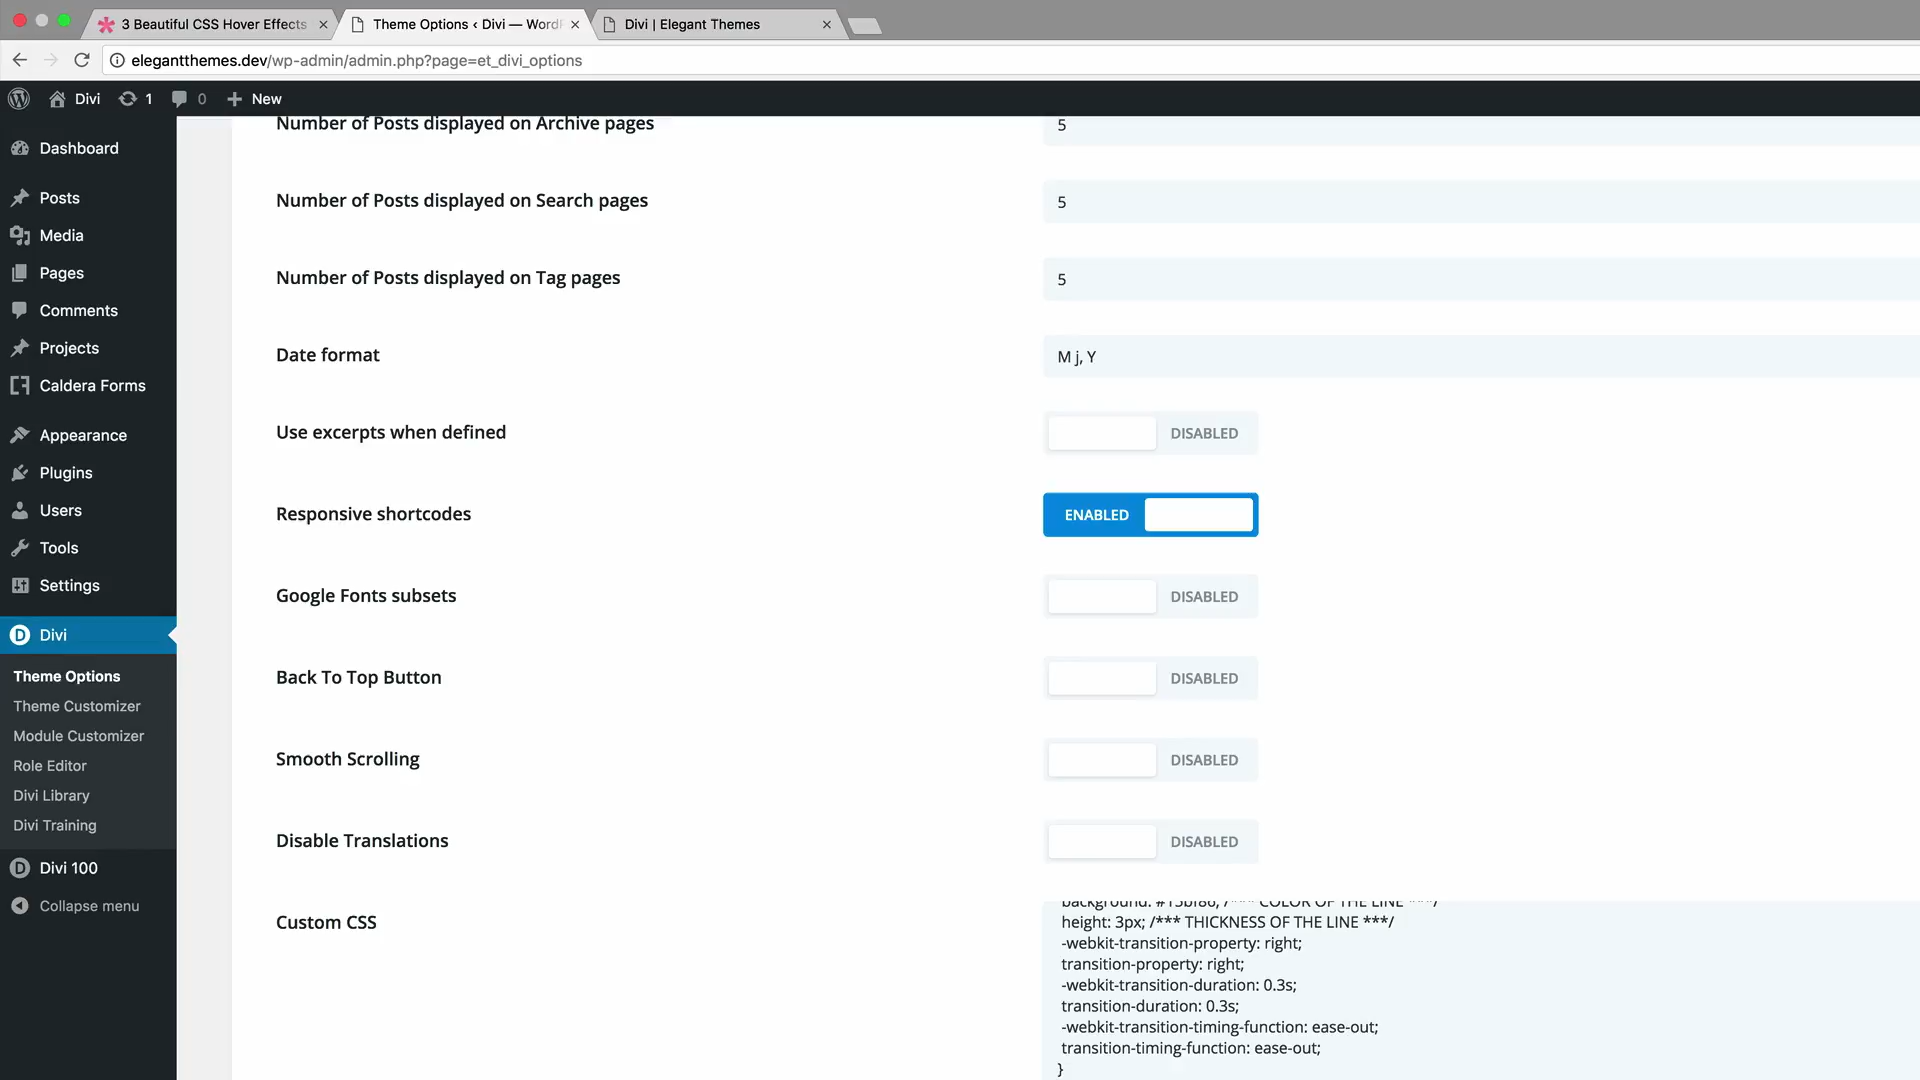 3 Beautiful CSS Hover Effects
Theme Options ‹ Divi — WordP
Divi | Elegant Themes
elegantthemes.dev/wp-admin/admin.php?page=et_divi_options
Divi
1
0
New
Dashboard
Posts
Media
Pages
Comments
Projects
Caldera Forms
Appearance
Plugins
Users
Tools
Settings
Divi
Theme Options
Theme Customizer
Module Customizer
Role Editor
Divi Library
Divi Training
Divi 100
Collapse menu
Number of Posts displayed on Archive pages
5
Number of Posts displayed on Search pages
5
Number of Posts displayed on Tag pages
5
Date format
M j, Y
Use excerpts when defined
DISABLED
Responsive shortcodes
ENABLED
Google Fonts subsets
DISABLED
Back To Top Button
DISABLED
Smooth Scrolling
DISABLED
Disable Translations
DISABLED
Custom CSS
background: #15bf86; /*** COLOR OF THE LINE ***/
height: 3px; /*** THICKNESS OF THE LINE ***/
-webkit-transition-property: right;
transition-property: right;
-webkit-transition-duration: 0.3s;
transition-duration: 0.3s;
-webkit-transition-timing-function: ease-out;
transition-timing-function: ease-out;
}